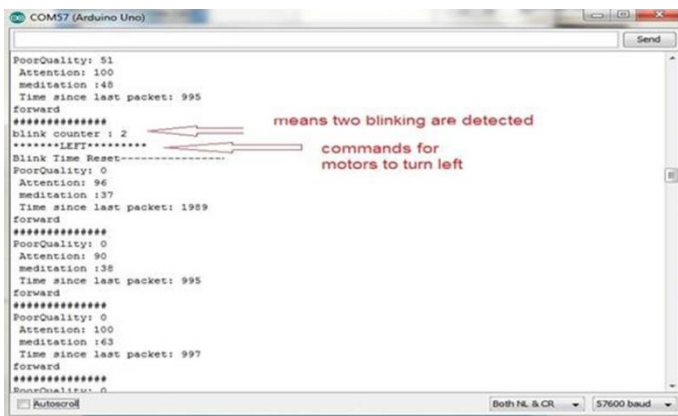 COM57 (Arduino Uno)
Send
PoorQuality: 51
Attention: 100
meditation :48
Time since last packet: 995
forward
##############
blink counter : 2
means two blinking are detected
*******LEFT*********
commands for
motors to turn left
Blink Time Reset-----------------
PoorQuality: 0
Attention: 96
meditation :37
Time since last packet: 1989
forward
##############
PoorQuality: 0
Attention: 90
meditation :38
Time since last packet: 995
forward
##############
PoorQuality: 0
Attention: 100
meditation :63
Time since last packet: 997
forward
##############
PoorQuality: 0
Autoscroll
Both NL & CR
57600 baud